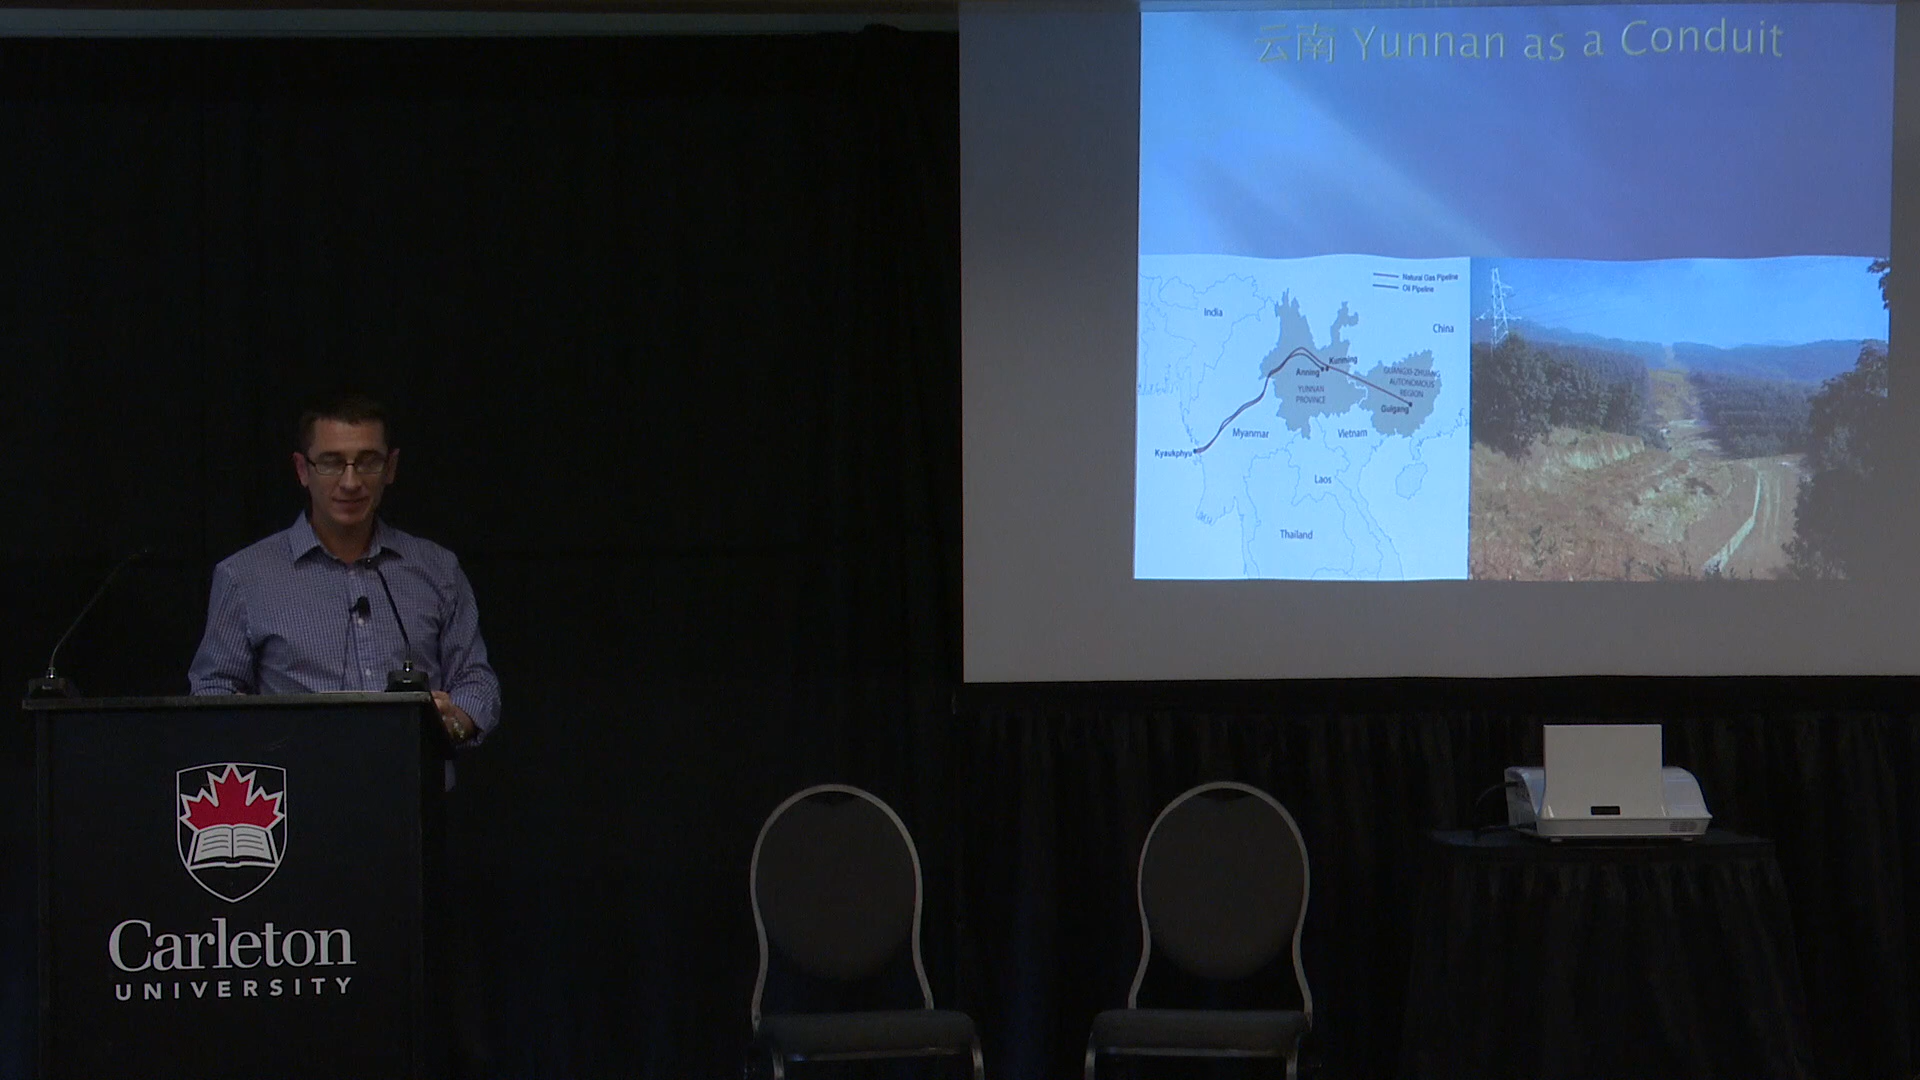 云南 Yunnan as a Conduit
Natural Gas Pipeline
Oil Pipeline
India
China
Kunming
Anning
GUANGXI-ZHUANG
AUTONOMOUS
REGION
YUNNAN
PROVINCE
Guigang
Myanmar
Vietnam
Kyaukphyu
Laos
Thailand
Carleton
UNIVERSITY